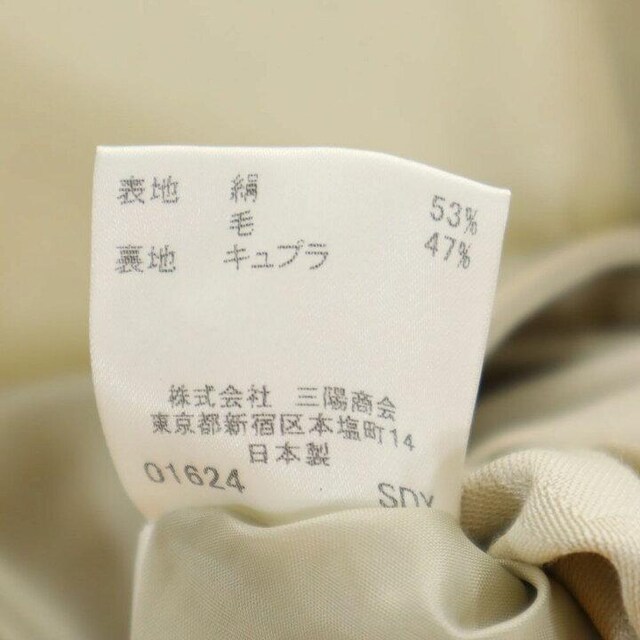 表地 絹 53%
毛 47%
裏地 キュプラ
株式会社 三陽商会
東京都新宿区本塩町14
日本製
01624 SDV